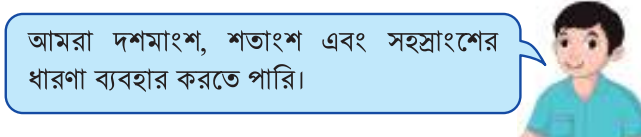 আমরা দশমাংশ, শতাংশ এবং সহস্রাংশের
ধারণা ব্যবহার করতে পারি।